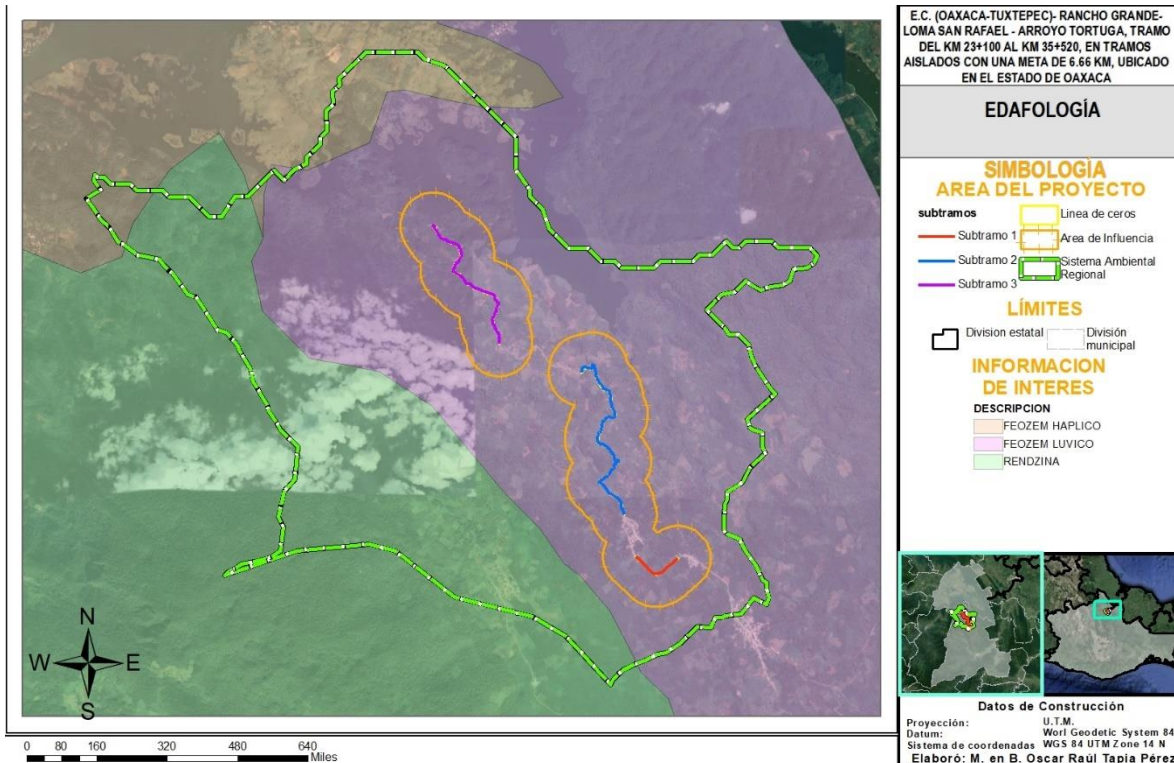 E.C. (OAXACA-TUXTEPEC)- RANCHO GRANDE-
LOMA SAN RAFAEL - ARROYO TORTUGA, TRAMO
DEL KM 23+100 AL KM 35+520, EN TRAMOS
AISLADOS CON UNA META DE 6.66 KM, UBICADO
EN EL ESTADO DE OAXACA
EDAFOLOGÍA
SIMBOLOGÍA
AREA DEL PROYECTO
subtramos
Subtramo 1
Subtramo 2
Subtramo 3
Linea de ceros
Area de Influencia
Sistema Ambiental
Regional
LÍMITES
Division estatal
División
municipal
INFORMACION
DE INTERES
DESCRIPCION
FEOZEM HAPLICO
FEOZEM LUVICO
RENDZINA
N
W E
S
0 80 160 320 480 640
Miles
Datos de Construcción
Proyección: U.T.M.
Datum: Worl Geodetic System 84
Sistema de coordenadas WGS 84 UTM Zone 14 N
Elaboró: M. en B. Oscar Raúl Tapia Pérez